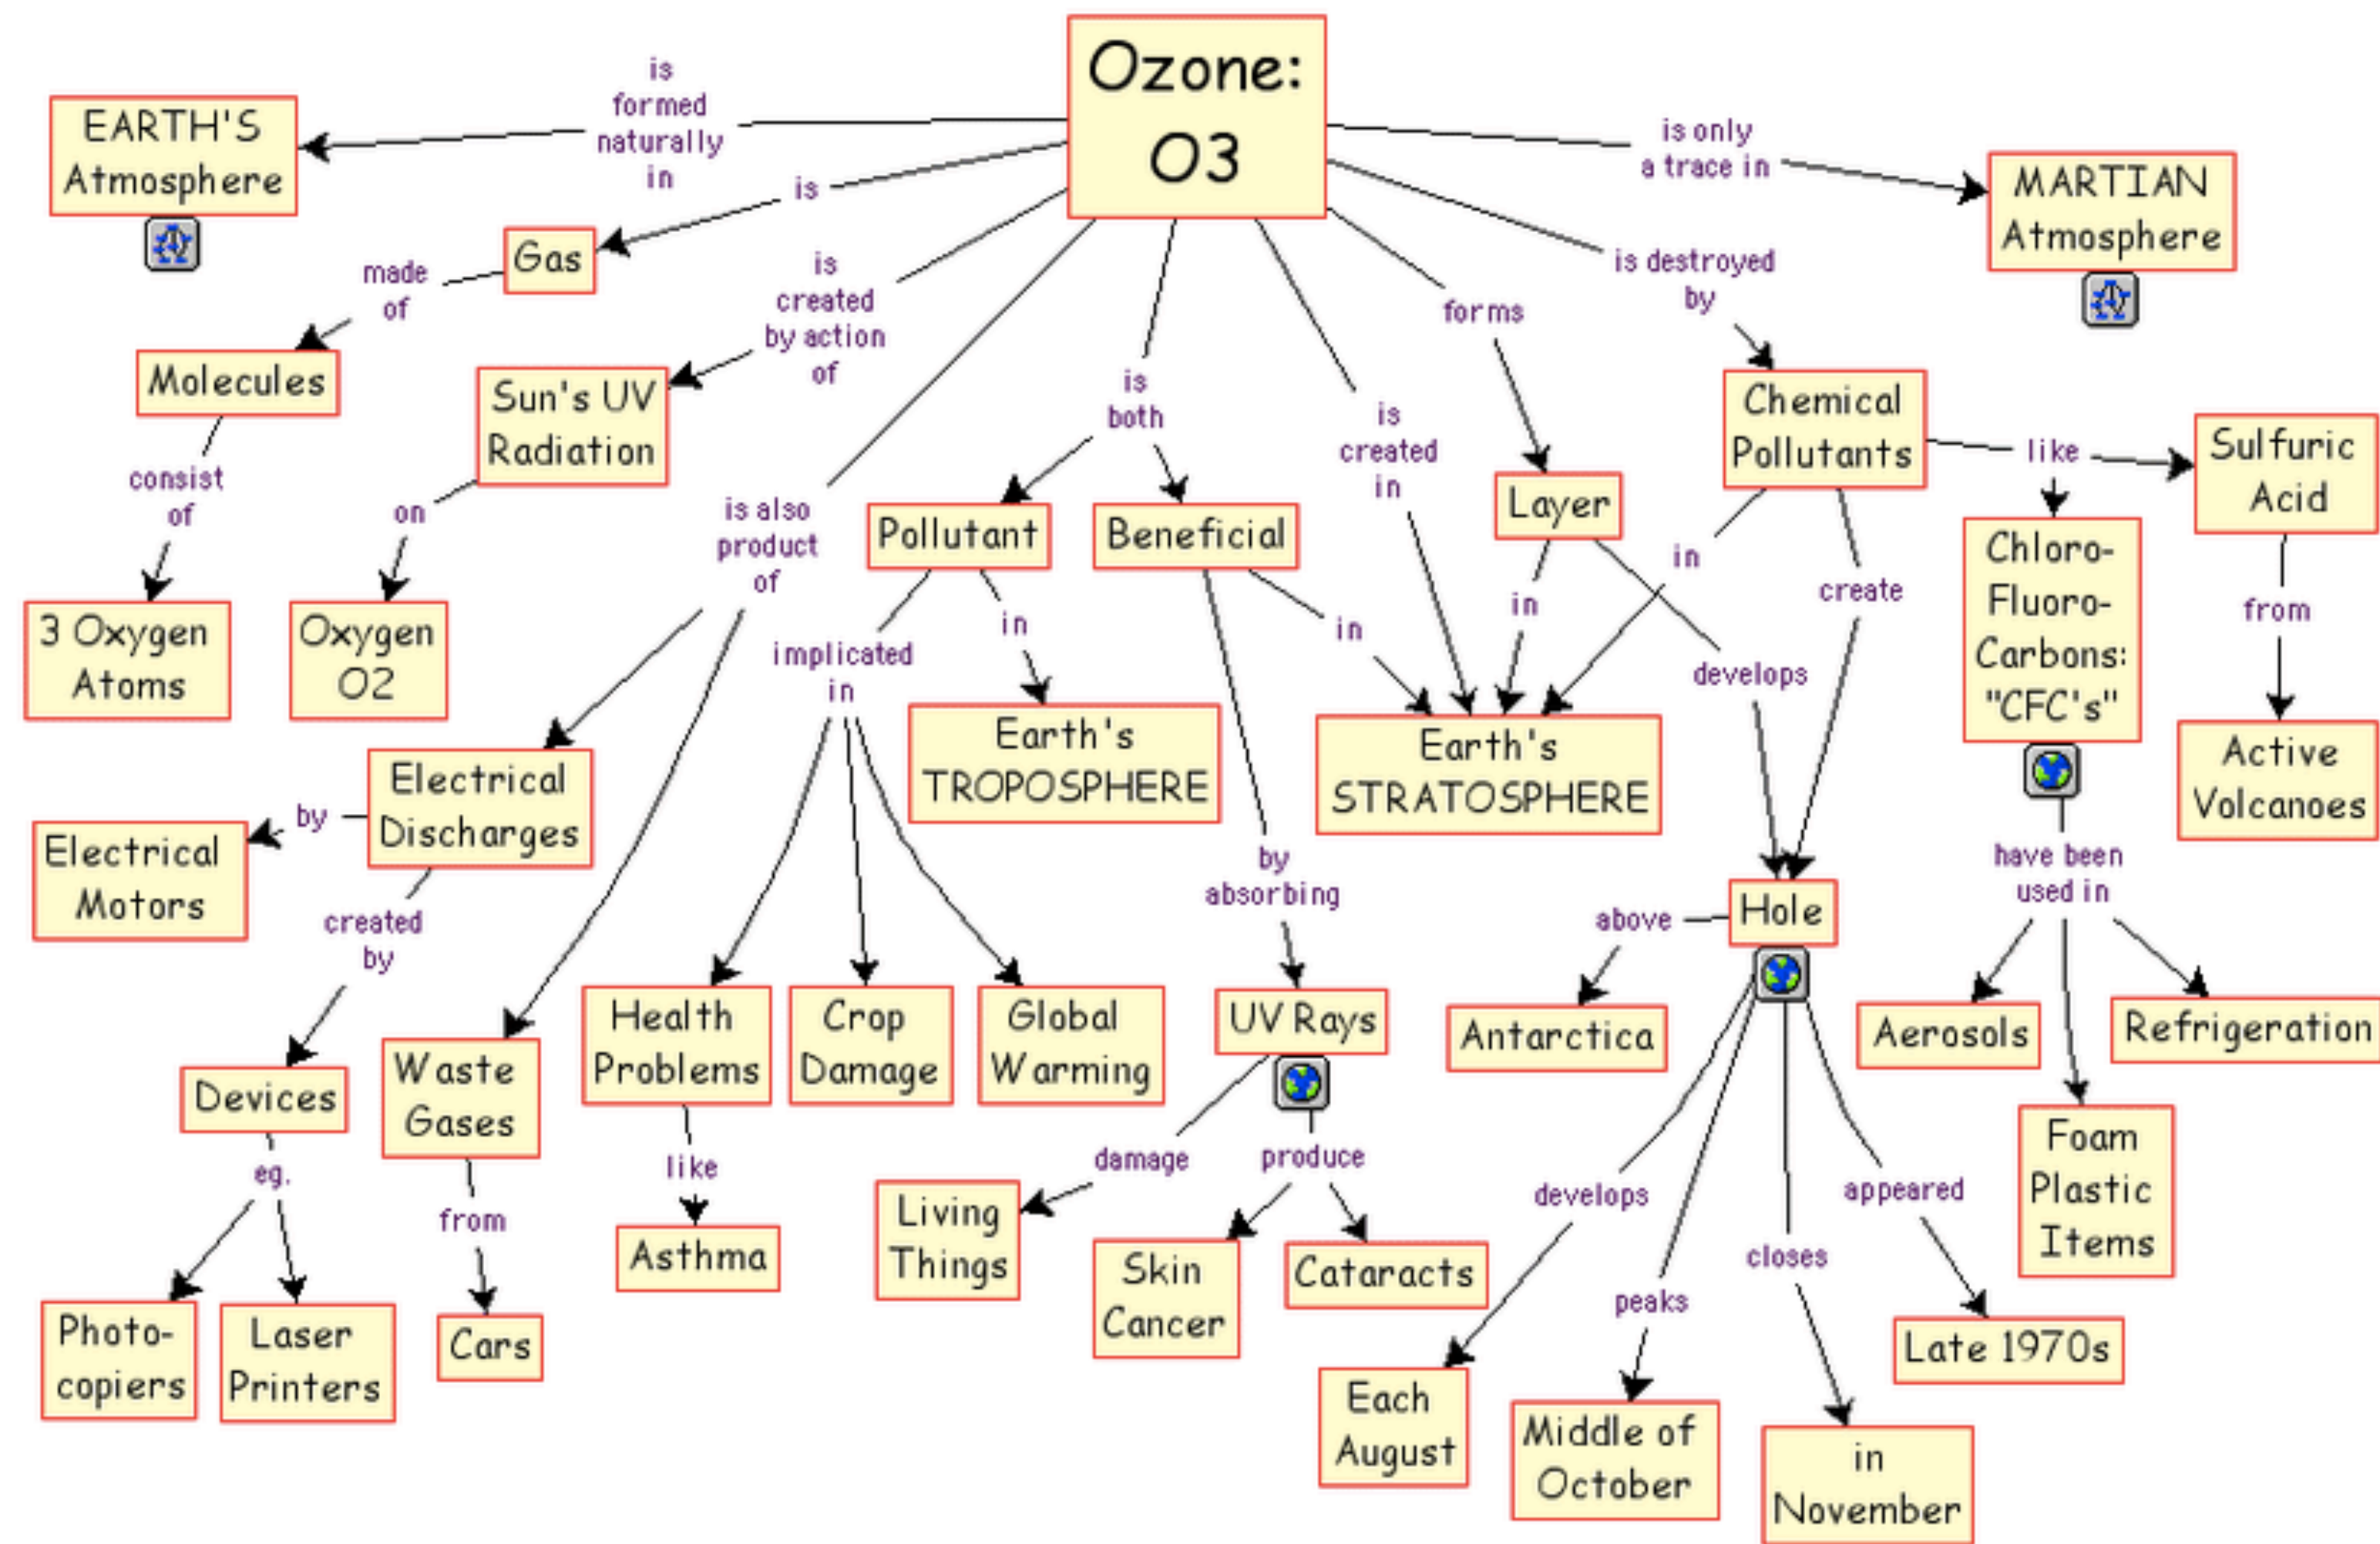 Ozone:
O3
is
formed
naturally
in
EARTH'S
Atmosphere
is
Gas
made
of
Molecules
consist
of
3 Oxygen
Atoms
is
created
by action
of
Sun's UV
Radiation
on
Oxygen
O2
is also
product
of
Electrical
Discharges
by
Electrical
Motors
created
by
Devices
eg.
Photo-
copiers
Laser
Printers
Waste
Gases
from
Cars
is
both
Pollutant
implicated
in
Health
Problems
like
Asthma
Crop
Damage
Global
Warming
in
Earth's
TROPOSPHERE
Beneficial
in
by
absorbing
UV Rays
damage
Living
Things
produce
Skin
Cancer
Cataracts
is
created
in
Earth's
STRATOSPHERE
forms
Layer
in
develops
is destroyed
by
Chemical
Pollutants
in
create
Hole
above
Antarctica
develops
Each
August
peaks
Middle of
October
closes
in
November
appeared
Late 1970s
like
Chloro-
Fluoro-
Carbons:
"CFC's"
have been
used in
Aerosols
Foam
Plastic
Items
Refrigeration
Sulfuric
Acid
from
Active
Volcanoes
is only
a trace in
MARTIAN
Atmosphere